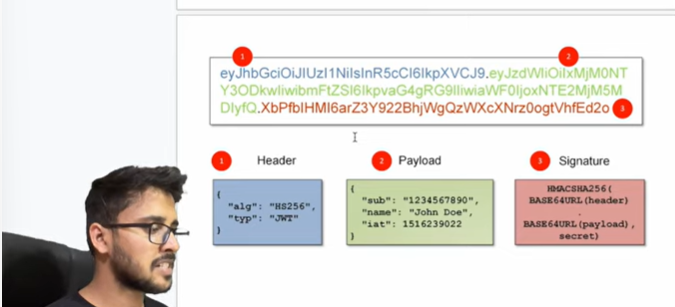 1
2
eyJhbGciOiJIUzI1NiIsInR5cCI6IkpXVCJ9.eyJzdWIiOiIxMjM0NT
Y3ODkwIiwibmFtZSI6IkpvaG4gRG9lIiwiaWF0IjoxNTE2MjM5M
DIyfQ.XbPfbIHMI6arZ3Y922BhjWgQzWXcXNrz0ogtVhfEd2o 3
1 Header
2 Payload
3 Signature
{
"alg": "HS256",
"typ": "JWT"
}
{
"sub": "1234567890",
"name": "John Doe",
"iat": 1516239022
}
HMACSHA256(
BASE64URL(header)
.
BASE64URL(payload),
secret)